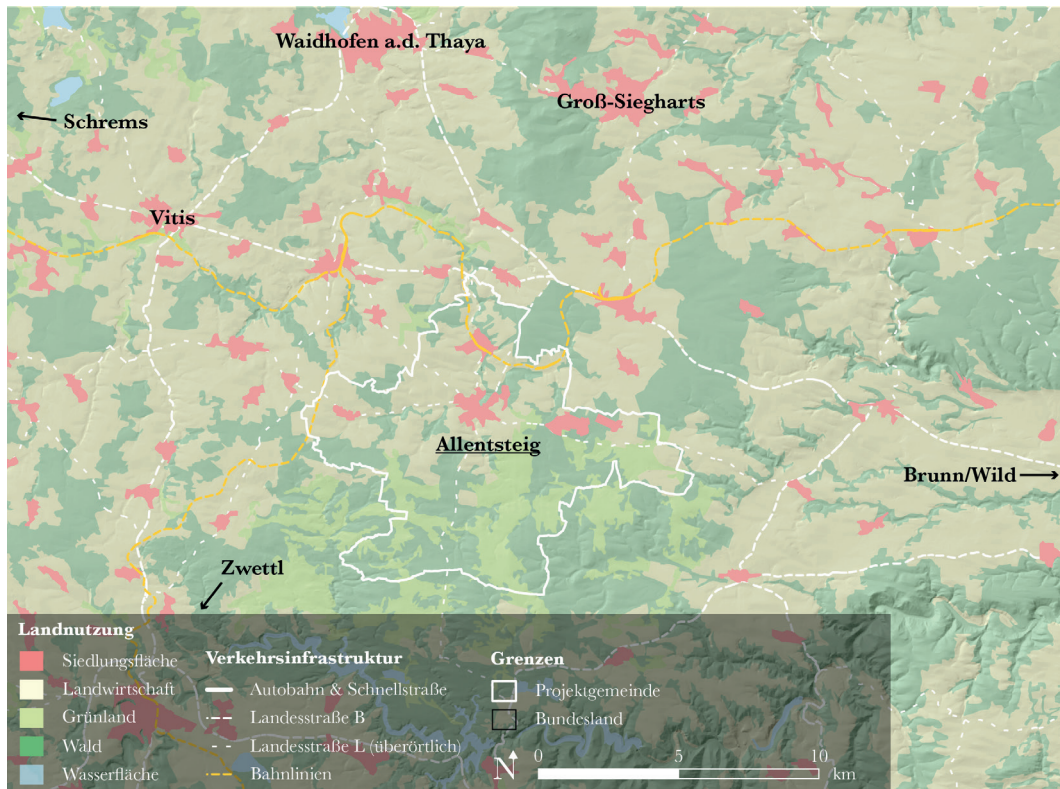 Waidhofen a.d. Thaya
Groß-Siegharts
Schrems
Vitis
Allentsteig
Brunn/Wild
Zwettl
Landnutzung
Siedlungsfläche
Landwirtschaft
Grünland
Wald
Wasserfläche
Verkehrsinfrastruktur
Autobahn & Schnellstraße
Landesstraße B
Landesstraße L (überörtlich)
Bahnlinien
Grenzen
Projektgemeinde
Bundesland
N
0 5 10
km